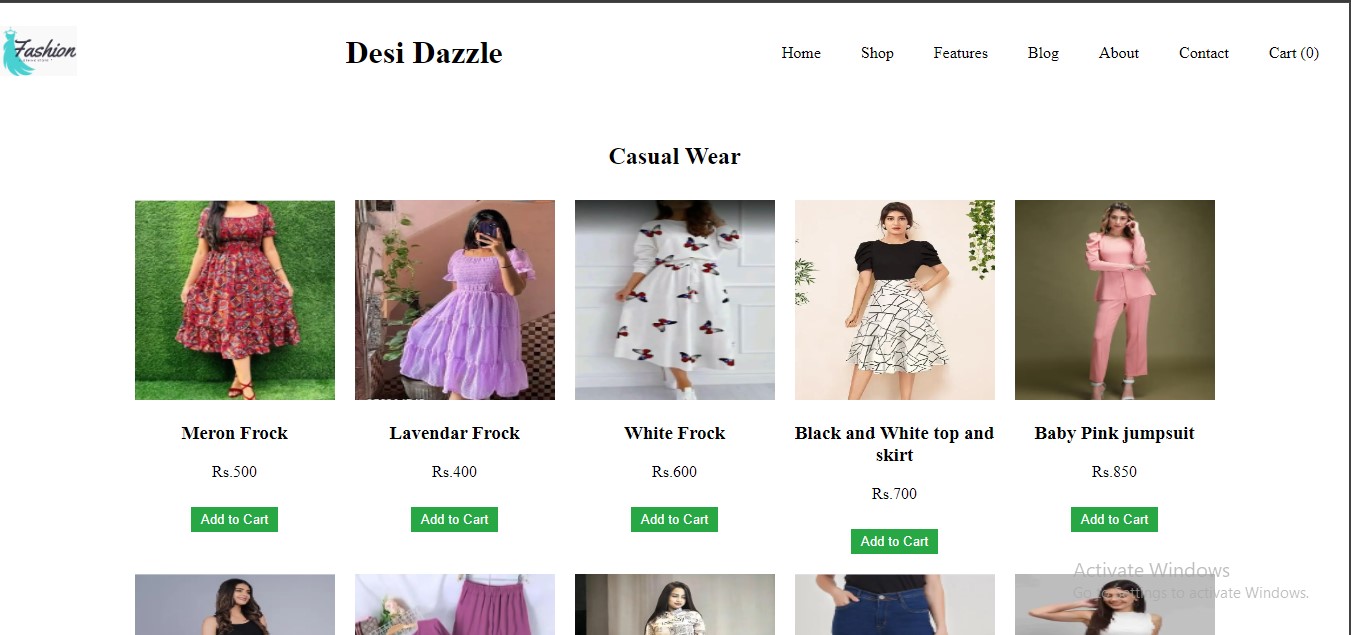 Fashion
Desi Dazzle
Home Shop Features Blog About Contact Cart (0)
Casual Wear
Meron Frock
Rs.500
Add to Cart
Lavendar Frock
Rs.400
Add to Cart
White Frock
Rs.600
Add to Cart
Black and White top and
skirt
Rs.700
Add to Cart
Baby Pink jumpsuit
Rs.850
Add to Cart
Activate Windows
Go to Settings to activate Windows.